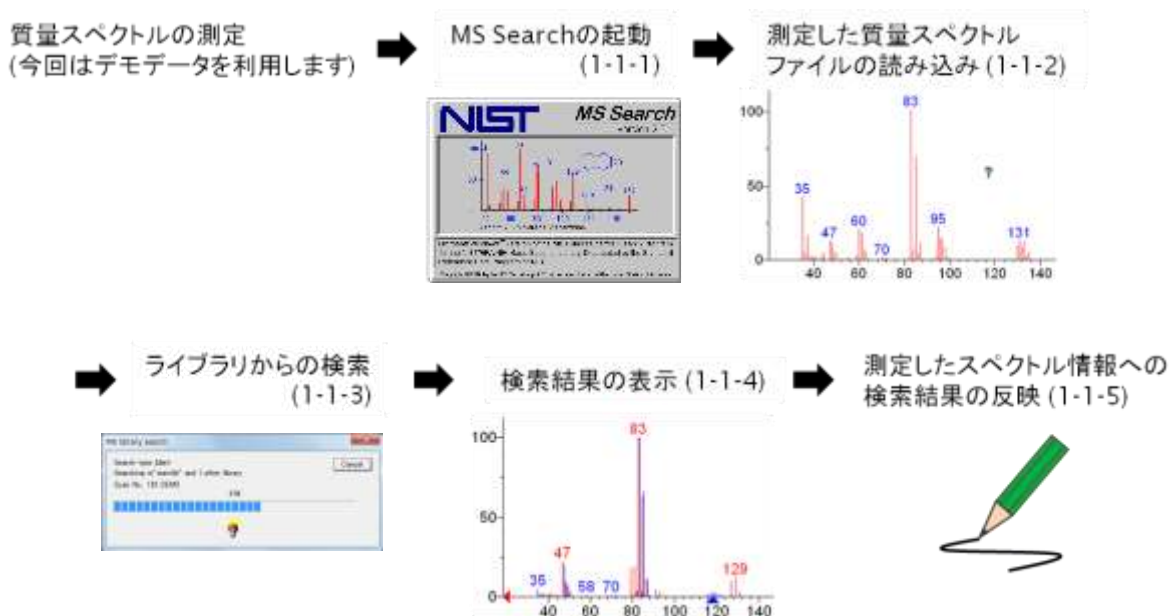 質量スペクトルの測定
(今回はデモデータを利用します)
MS Searchの起動
(1-1-1)
測定した質量スペクトル
ファイルの読み込み (1-1-2)
NIST
MS Search
100
50
0
83
35
47
60
70
95
131
?
40 60 80 100 120 140
ライブラリからの検索
(1-1-3)
検索結果の表示 (1-1-4)
測定したスペクトル情報への
検索結果の反映 (1-1-5)
Cancel
100
50
0
83
47
35
58
70
129
40 60 80 100 120 140